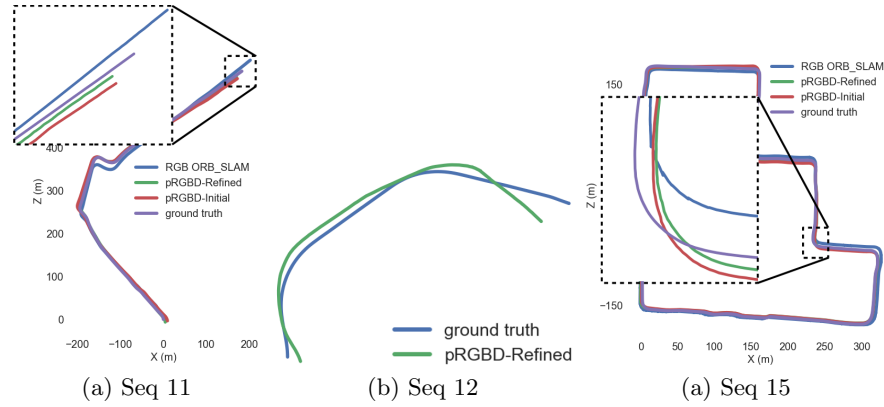 400
300
200
100
0
Z (m)
−200 −100 0 100 200
X (m)
RGB ORB_SLAM
pRGBD-Refined
pRGBD-Initial
ground truth
(a) Seq 11
ground truth
pRGBD-Refined
(b) Seq 12
150
−150
Z (m)
0 50 100 150 200 250 300
X (m)
RGB ORB_SLAM
pRGBD-Refined
pRGBD-Initial
ground truth
(a) Seq 15